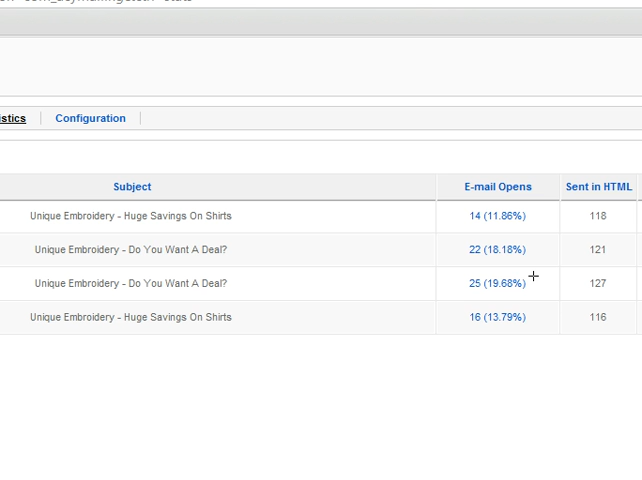 istics Configuration
Subject E-mail Opens Sent in HTML
Unique Embroidery - Huge Savings On Shirts 14 (11.86%) 118
Unique Embroidery - Do You Want A Deal? 22 (18.18%) 121
Unique Embroidery - Do You Want A Deal? 25 (19.68%) 127
Unique Embroidery - Huge Savings On Shirts 16 (13.79%) 116